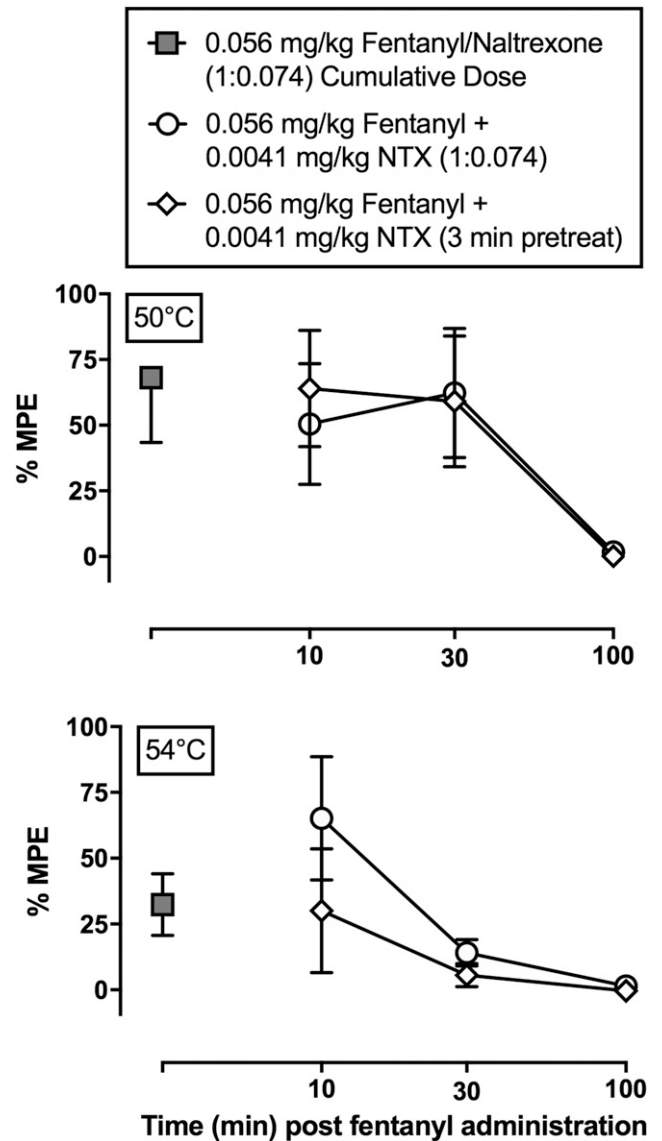 0.056 mg/kg Fentanyl/Naltrexone
(1:0.074) Cumulative Dose
0.056 mg/kg Fentanyl +
0.0041 mg/kg NTX (1:0.074)
0.056 mg/kg Fentanyl +
0.0041 mg/kg NTX (3 min pretreat)
100
50°C
75
50
25
0
% MPE
10 30 100
100
54°C
75
50
25
0
% MPE
10 30 100
Time (min) post fentanyl administration